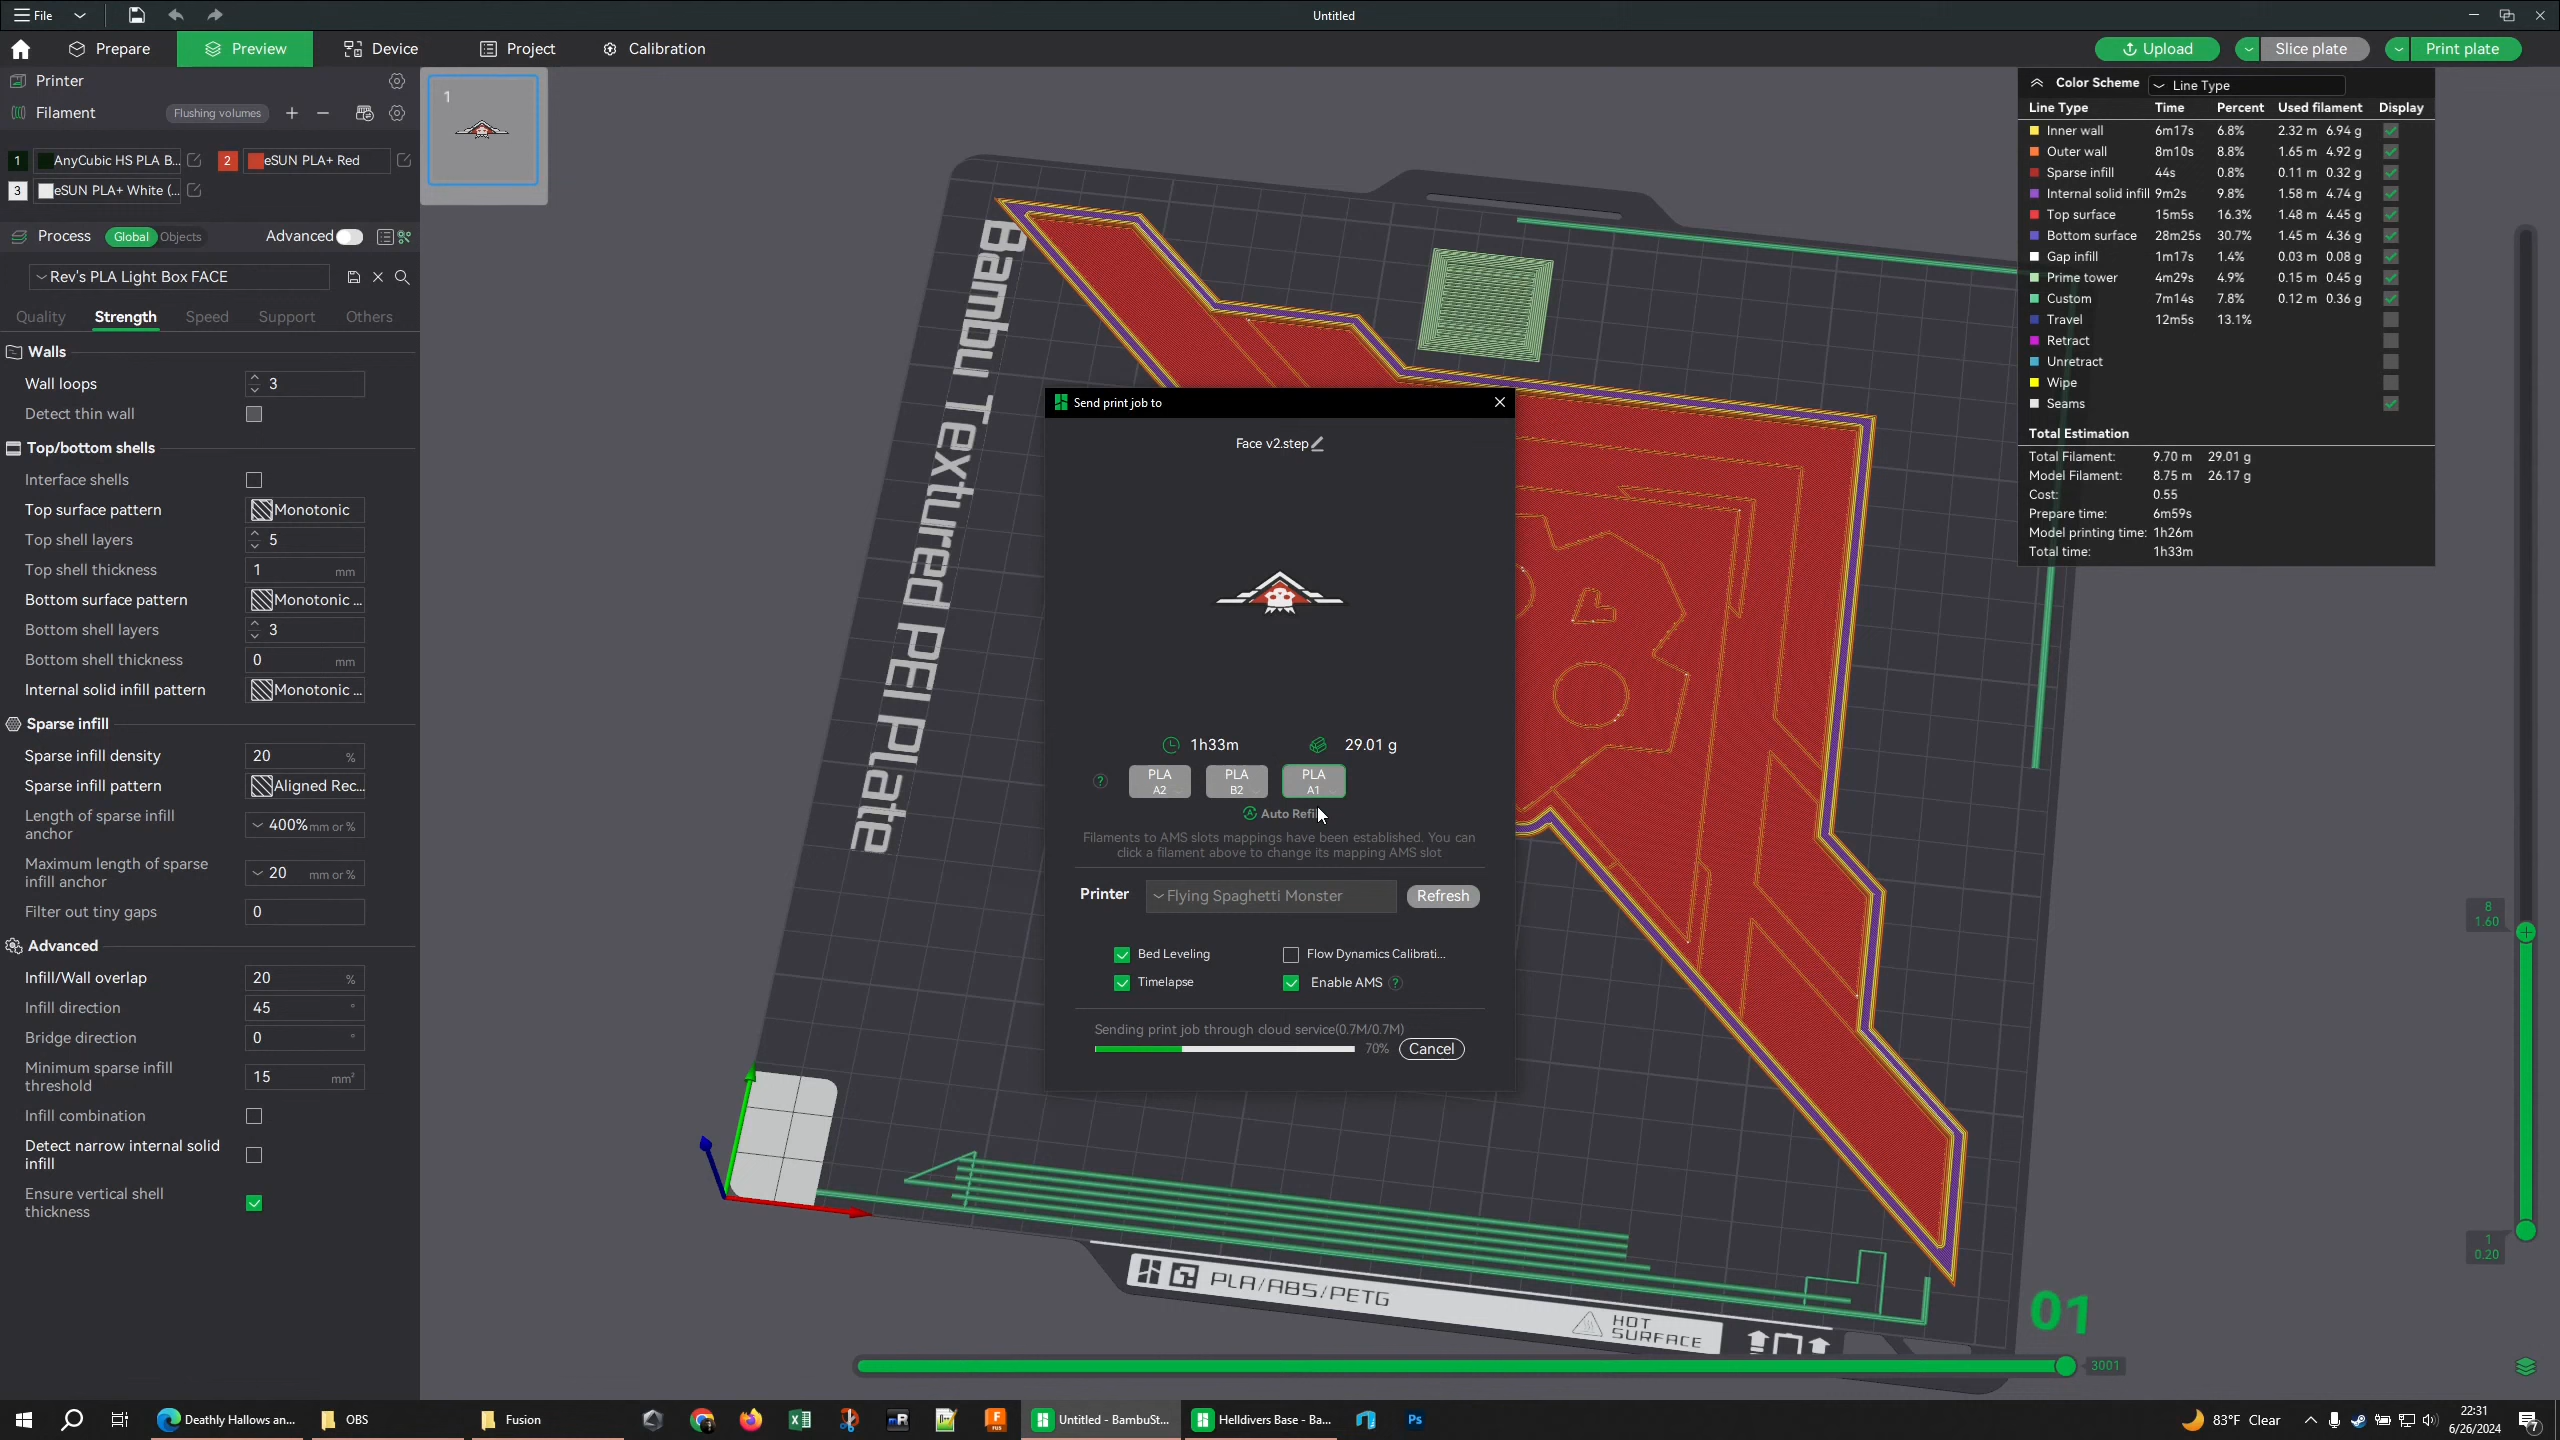 File
Untitled
Prepare
Preview
Device
Project
Calibration
Upload
Slice plate
Print plate
Printer
Filament
Flushing volumes
1 AnyCubic HS PLA B...
2 eSUN PLA+ Red
3 eSUN PLA+ White (...
Process Global Objects Advanced
Rev's PLA Light Box FACE
Quality Strength Speed Support Others
Walls
Wall loops 3
Detect thin wall
Top/bottom shells
Interface shells
Top surface pattern Monotonic
Top shell layers 5
Top shell thickness 1 mm
Bottom surface pattern Monotonic ...
Bottom shell layers 3
Bottom shell thickness 0 mm
Internal solid infill pattern Monotonic ...
Sparse infill
Sparse infill density 20 %
Sparse infill pattern Aligned Rec...
Length of sparse infill
anchor 400% mm or %
Maximum length of sparse
infill anchor 20 mm or %
Filter out tiny gaps 0
Advanced
Infill/Wall overlap 20 %
Infill direction 45 °
Bridge direction 0 °
Minimum sparse infill
threshold 15 mm²
Infill combination
Detect narrow internal solid
infill
Ensure vertical shell
thickness
1
Bambu Textured PEI Plate
Send print job to
Face v2.step
1h33m 29.01 g
PLA A2
PLA B2
PLA A1
Auto Refil
Filaments to AMS slots mappings have been established. You can
click a filament above to change its mapping AMS slot
Printer Flying Spaghetti Monster Refresh
Bed Leveling
Flow Dynamics Calibrati...
Timelapse
Enable AMS
Sending print job through cloud service(0.7M/0.7M)
70% Cancel
PLA/ABS/PETG
HOT
SURFACE
01
Color Scheme Line Type
Line Type Time Percent Used filament Display
Inner wall 6m17s 6.8% 2.32 m 6.94 g
Outer wall 8m10s 8.8% 1.65 m 4.92 g
Sparse infill 44s 0.8% 0.11 m 0.32 g
Internal solid infill 9m2s 9.8% 1.58 m 4.74 g
Top surface 15m5s 16.3% 1.48 m 4.45 g
Bottom surface 28m25s 30.7% 1.45 m 4.36 g
Gap infill 1m17s 1.4% 0.03 m 0.08 g
Prime tower 4m29s 4.9% 0.15 m 0.45 g
Custom 7m14s 7.8% 0.12 m 0.36 g
Travel 12m5s 13.1%
Retract
Unretract
Wipe
Seams
Total Estimation
Total Filament: 9.70 m 29.01 g
Model Filament: 8.75 m 26.17 g
Cost: 0.55
Prepare time: 6m59s
Model printing time: 1h26m
Total time: 1h33m
8
1.60
1
0.20
3001
Deathly Hallows an...
OBS
Fusion
Untitled - BambuSt...
Helldivers Base - Ba...
Ps
83°F Clear
22:31
6/26/2024
7